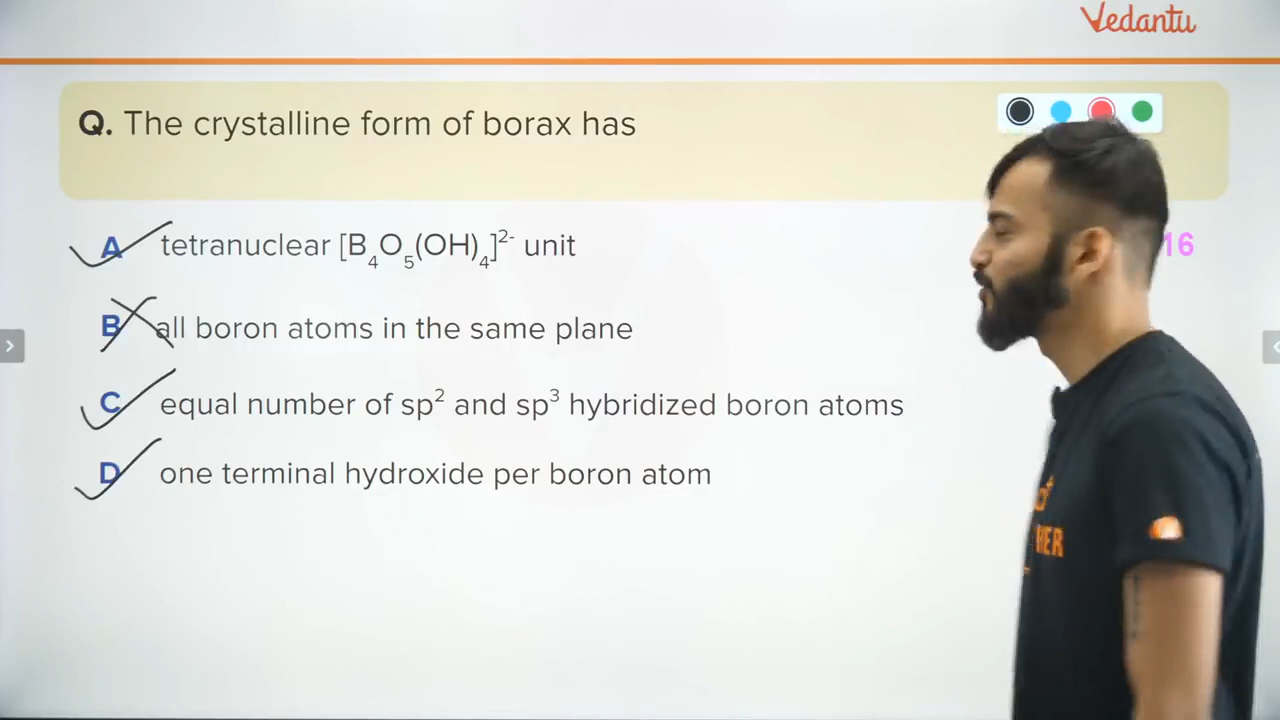 Vedantu
Q. The crystalline form of borax has
16
A tetranuclear [B₄O₅(OH)₄]²⁻ unit
B all boron atoms in the same plane
C equal number of sp² and sp³ hybridized boron atoms
D one terminal hydroxide per boron atom